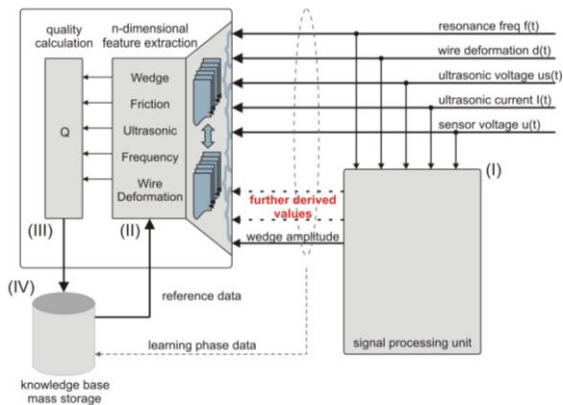 quality
calculation
n-dimensional
feature extraction
resonance freq f(t)
wire deformation d(t)
ultrasonic voltage us(t)
ultrasonic current I(t)
sensor voltage u(t)
Wedge
Friction
Q
Ultrasonic
Frequency
Wire
Deformation
(I)
further derived
values
wedge amplitude
(III)
(II)
(IV)
reference data
learning phase data
signal processing unit
knowledge base
mass storage